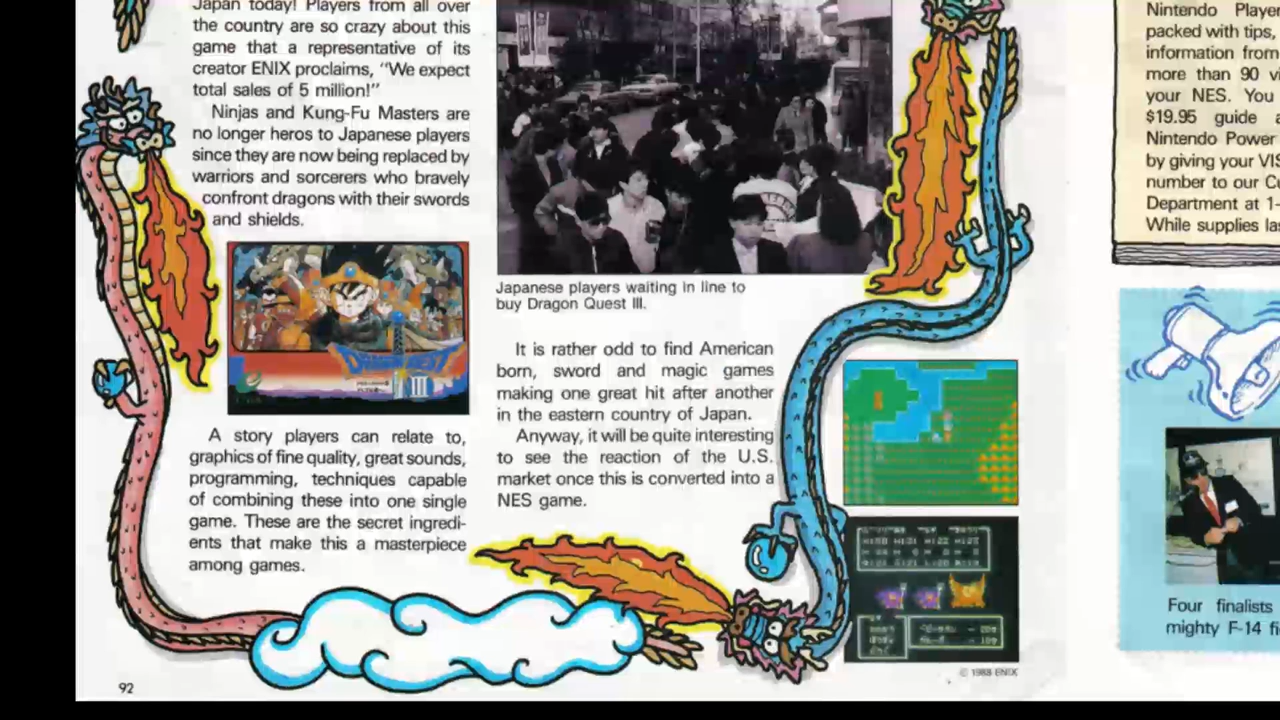 Japan today! Players from all over
the country are so crazy about this
game that a representative of its
creator ENIX proclaims, "We expect
total sales of 5 million!"
Ninjas and Kung-Fu Masters are
no longer heros to Japanese players
since they are now being replaced by
warriors and sorcerers who bravely
confront dragons with their swords
and shields.
DRAGON QUEST
III
A story players can relate to,
graphics of fine quality, great sounds,
programming, techniques capable
of combining these into one single
game. These are the secret ingredi-
ents that make this a masterpiece
among games.
92
Japanese players waiting in line to
buy Dragon Quest III.
It is rather odd to find American
born, sword and magic games
making one great hit after another
in the eastern country of Japan.
Anyway, it will be quite interesting
to see the reaction of the U.S.
market once this is converted into a
NES game.
© 1988 ENIX
Nintendo Player
packed with tips,
information from
more than 90 vi
your NES. You
$19.95 guide a
Nintendo Power
by giving your VIS
number to our Cu
Department at 1-
While supplies las
Four finalists
mighty F-14 fi